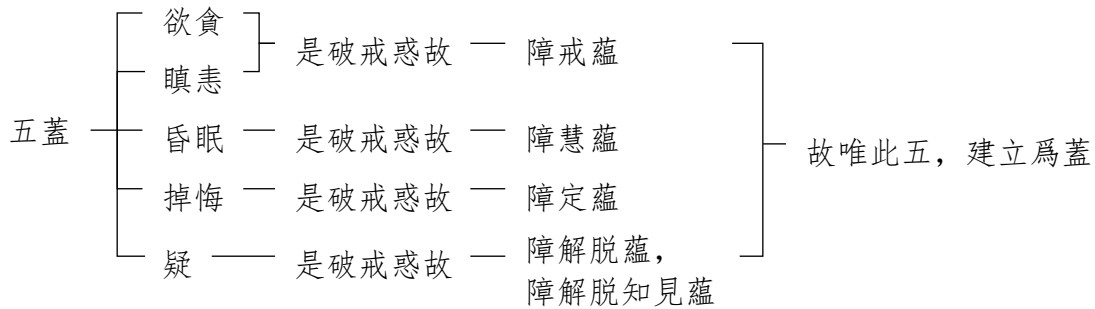 五蓋
欲貪
瞋恚
是破戒惑故
障戒蘊
昏眠
是破戒惑故
障慧蘊
掉悔
是破戒惑故
障定蘊
疑
是破戒惑故
障解脱蘊，
障解脱知見蘊
故唯此五，建立爲蓋